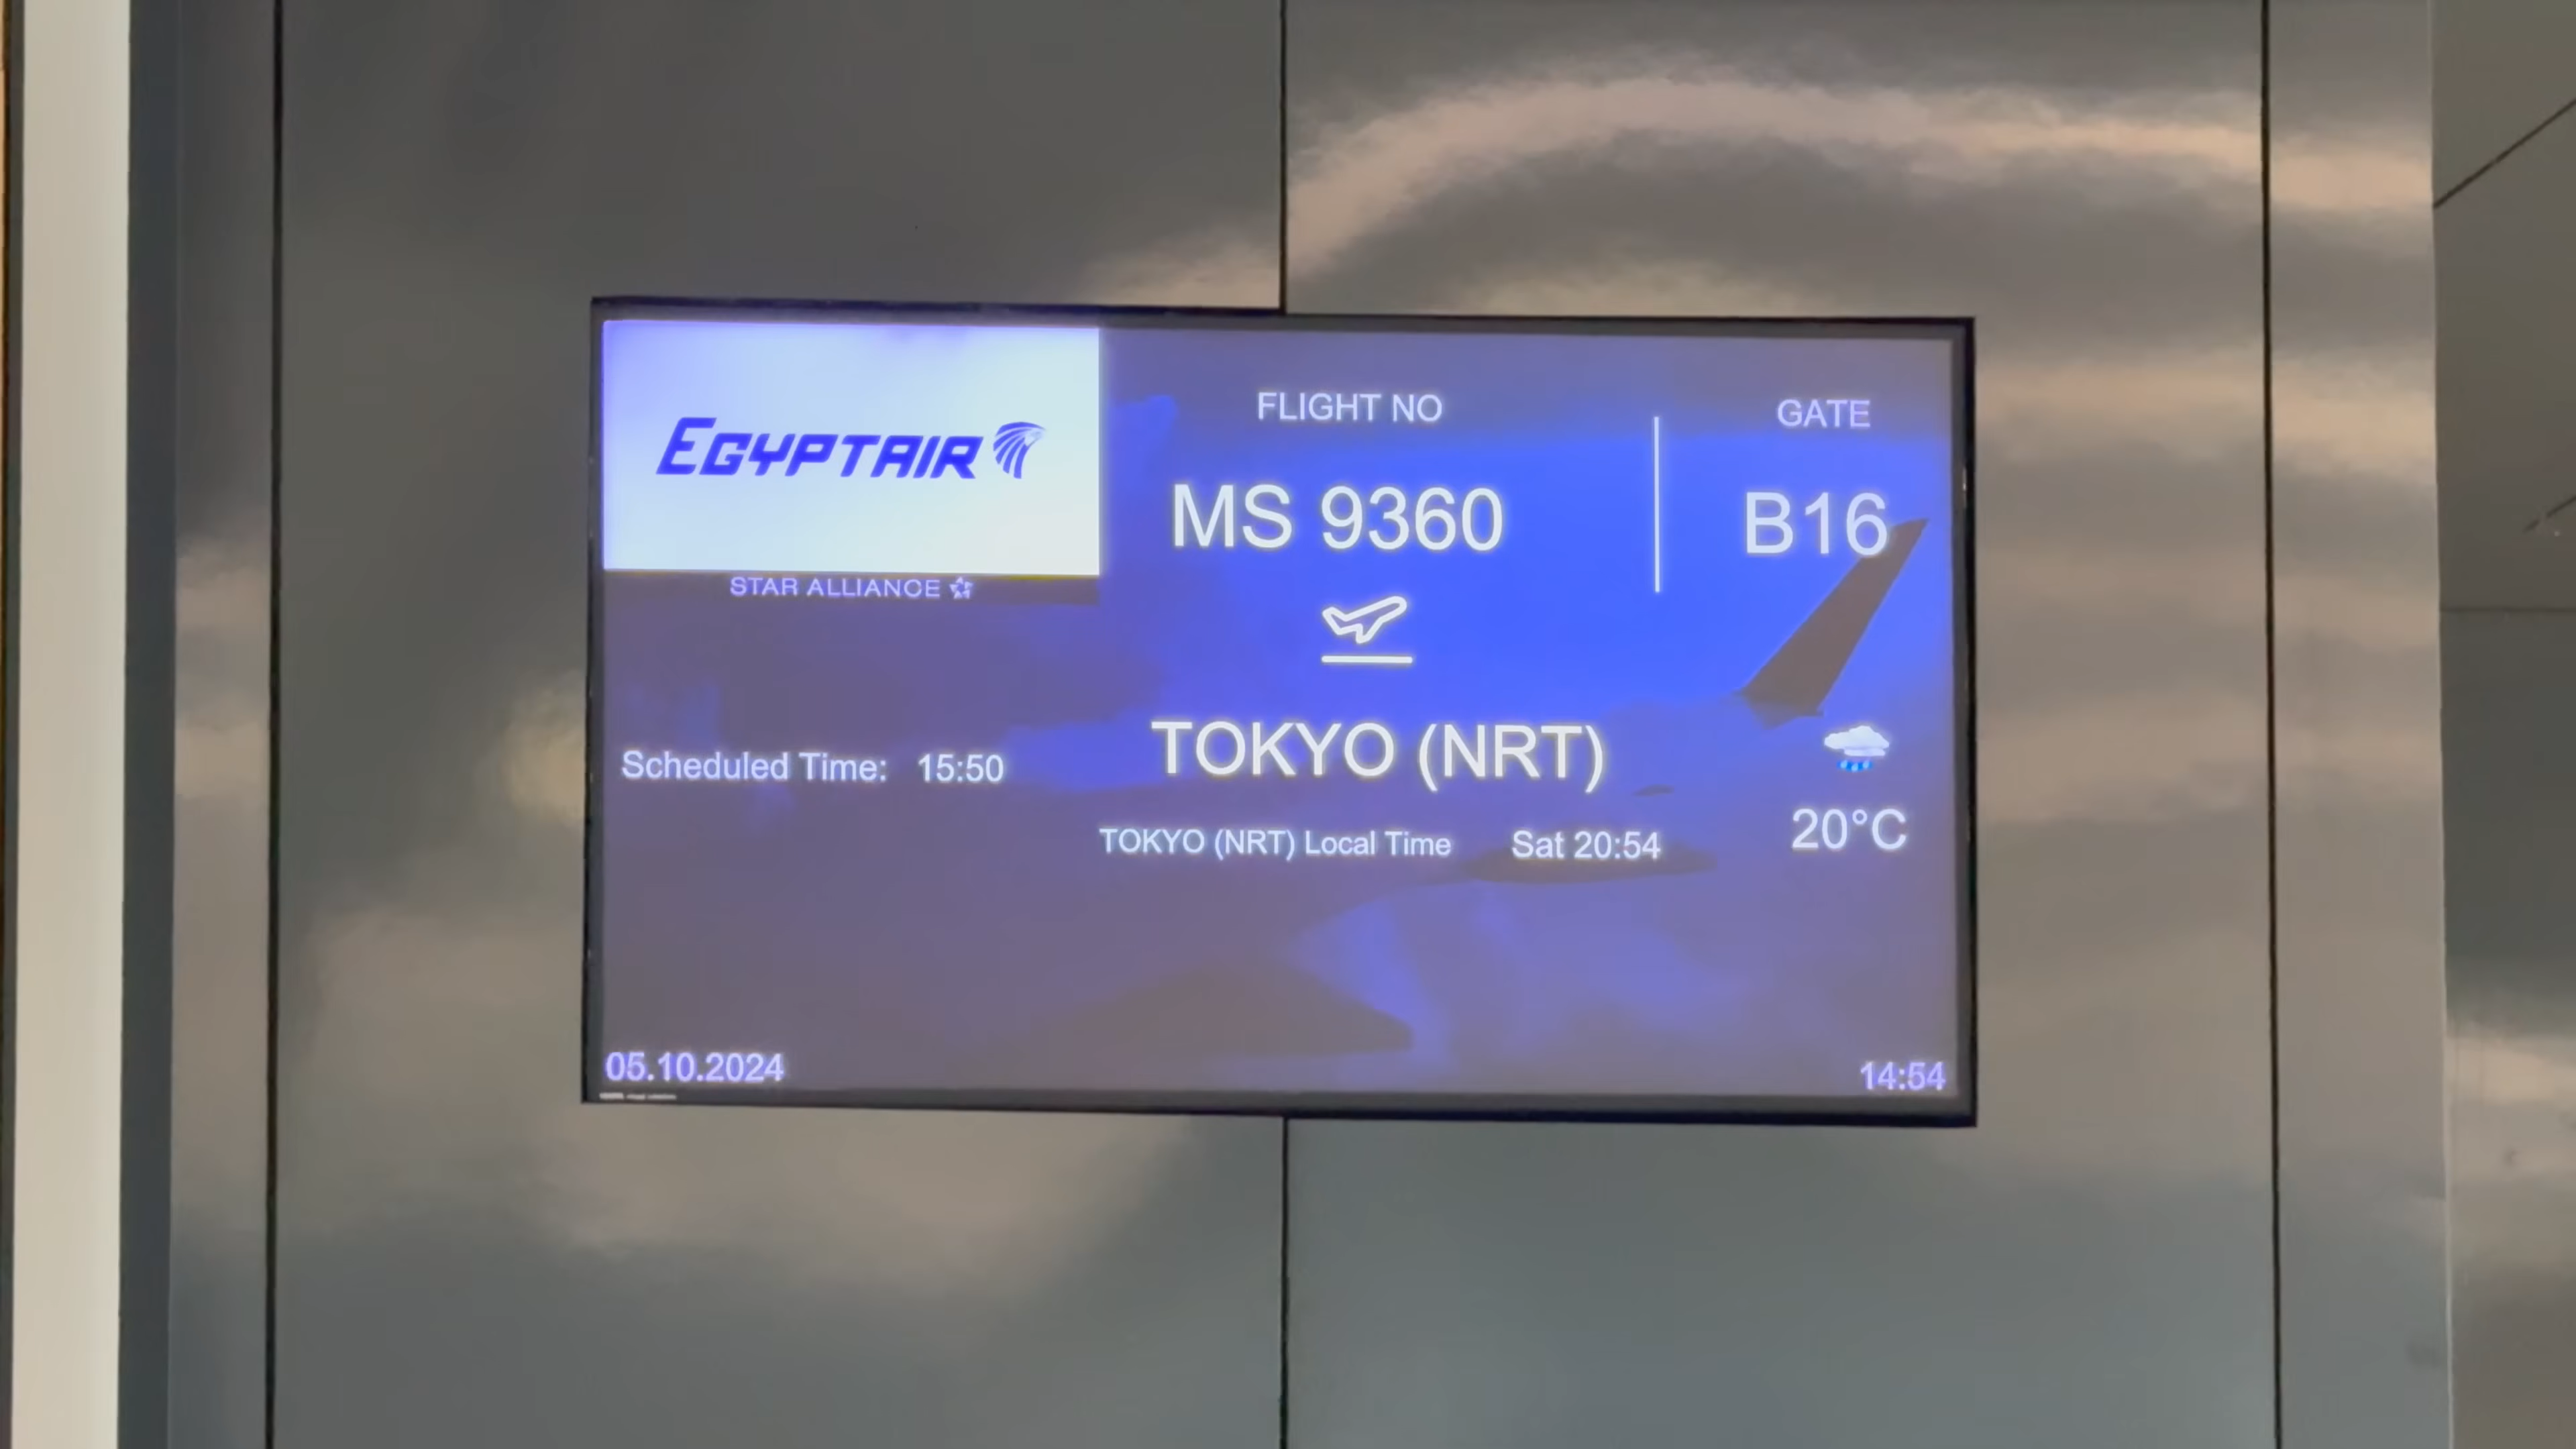 EGYPTAIR
STAR ALLIANCE
FLIGHT NO
MS 9360
GATE
B16
Scheduled Time: 15:50
TOKYO (NRT)
TOKYO (NRT) Local Time Sat 20:54
20°C
05.10.2024
14:54